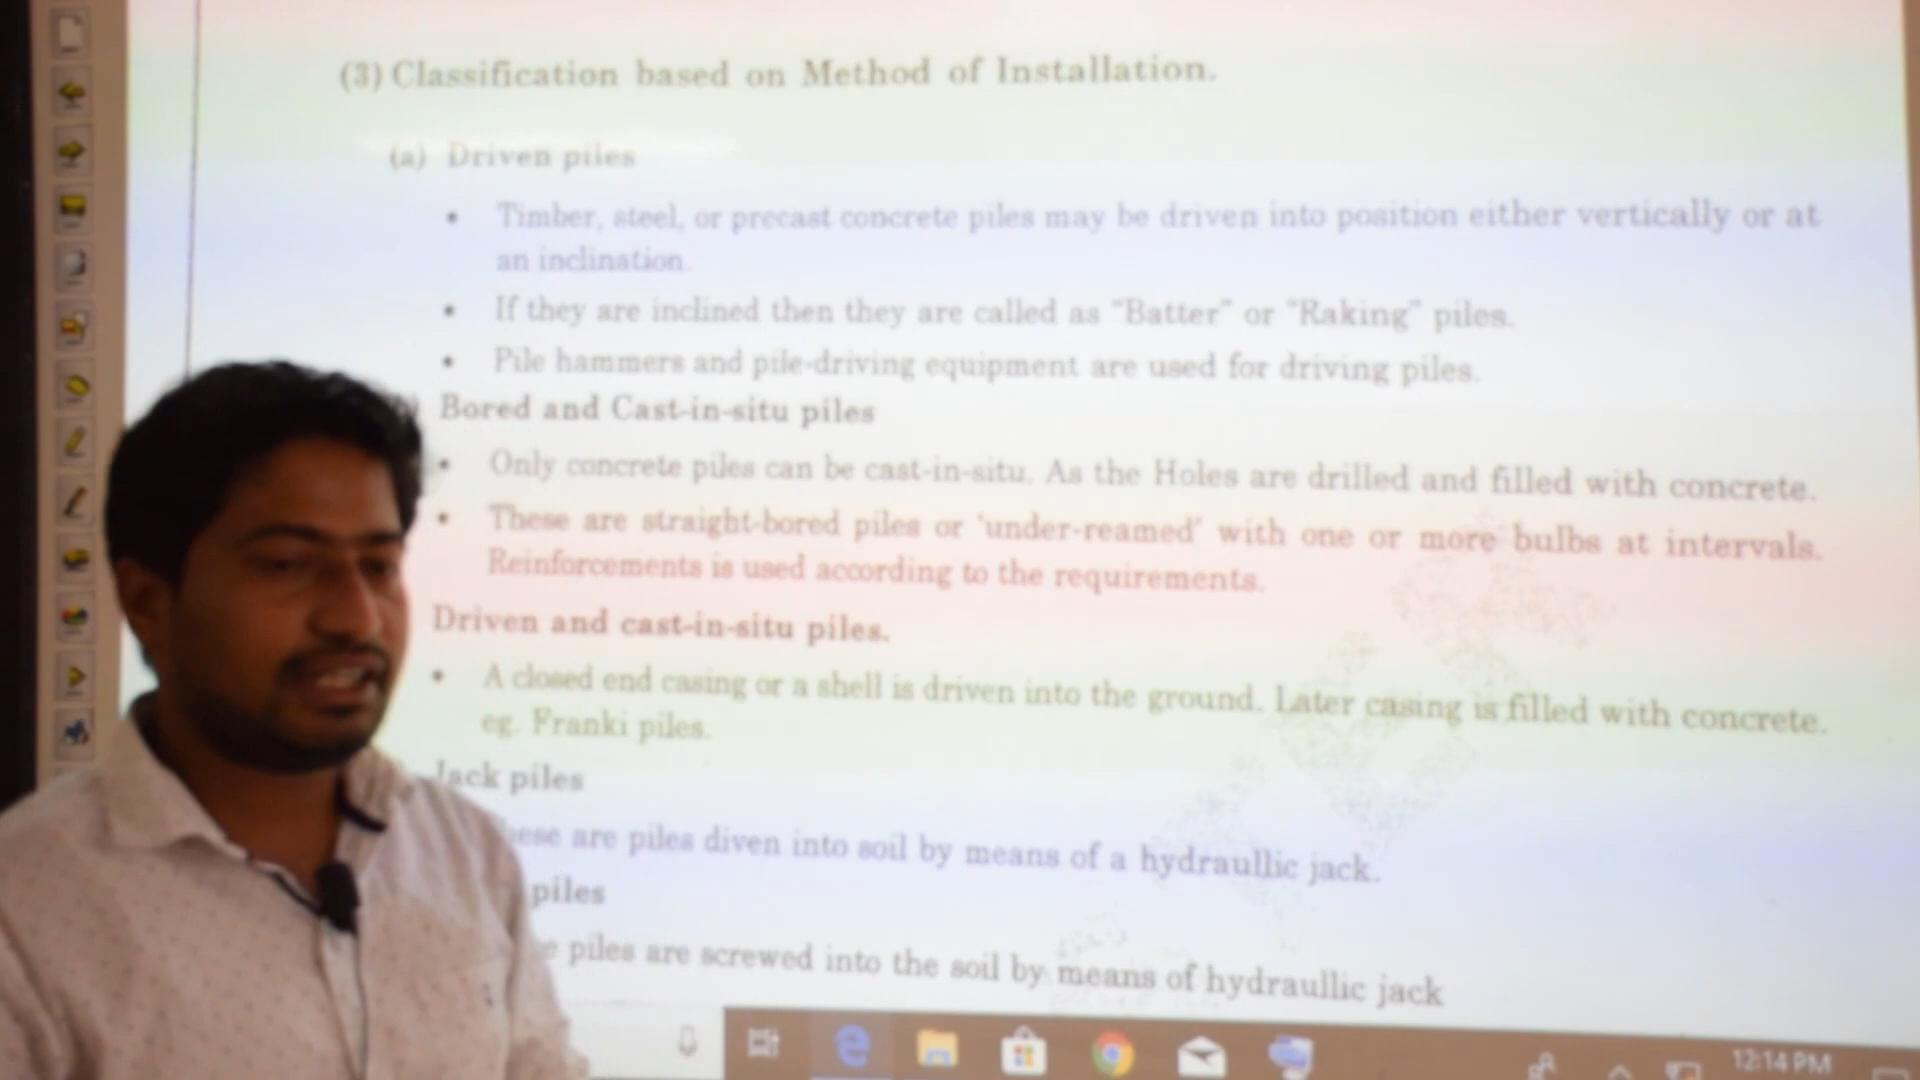 (3) Classification based on Method of Installation.
(a) Driven piles
• Timber, steel, or precast concrete piles may be driven into position either vertically or at
an inclination.
• If they are inclined then they are called as “Batter” or “Raking” piles.
• Pile hammers and pile-driving equipment are used for driving piles.
Bored and Cast-in-situ piles
• Only concrete piles can be cast-in-situ. As the Holes are drilled and filled with concrete.
• These are straight-bored piles or ‘under-reamed’ with one or more bulbs at intervals.
Reinforcements is used according to the requirements.
Driven and cast-in-situ piles.
• A closed end casing or a shell is driven into the ground. Later casing is filled with concrete.
eg. Franki piles.
Jack piles
are piles diven into soil by means of a hydraullic jack.
piles
piles are screwed into the soil by means of hydraullic jack
12:14 PM